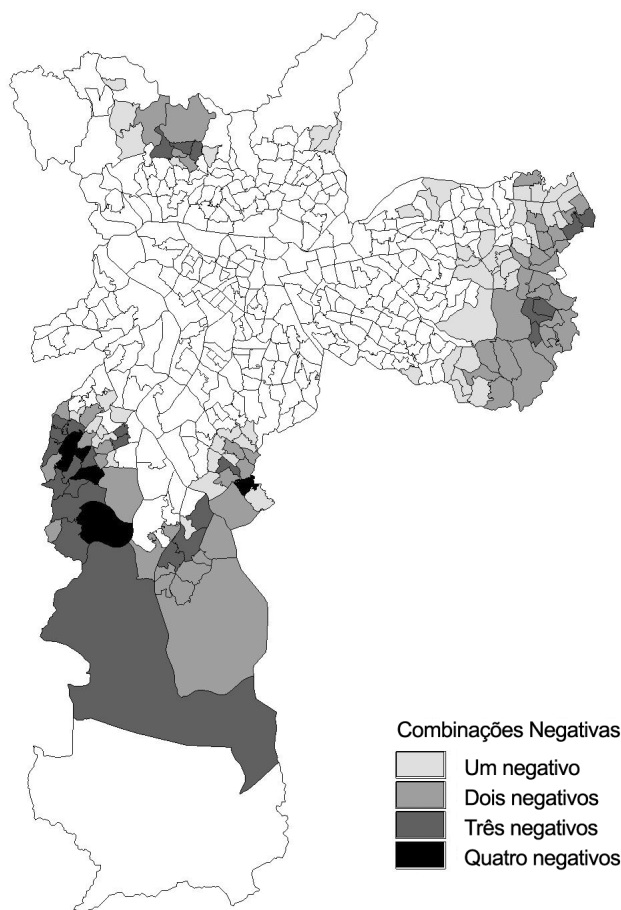 Combinações Negativas
Um negativo
Dois negativos
Três negativos
Quatro negativos